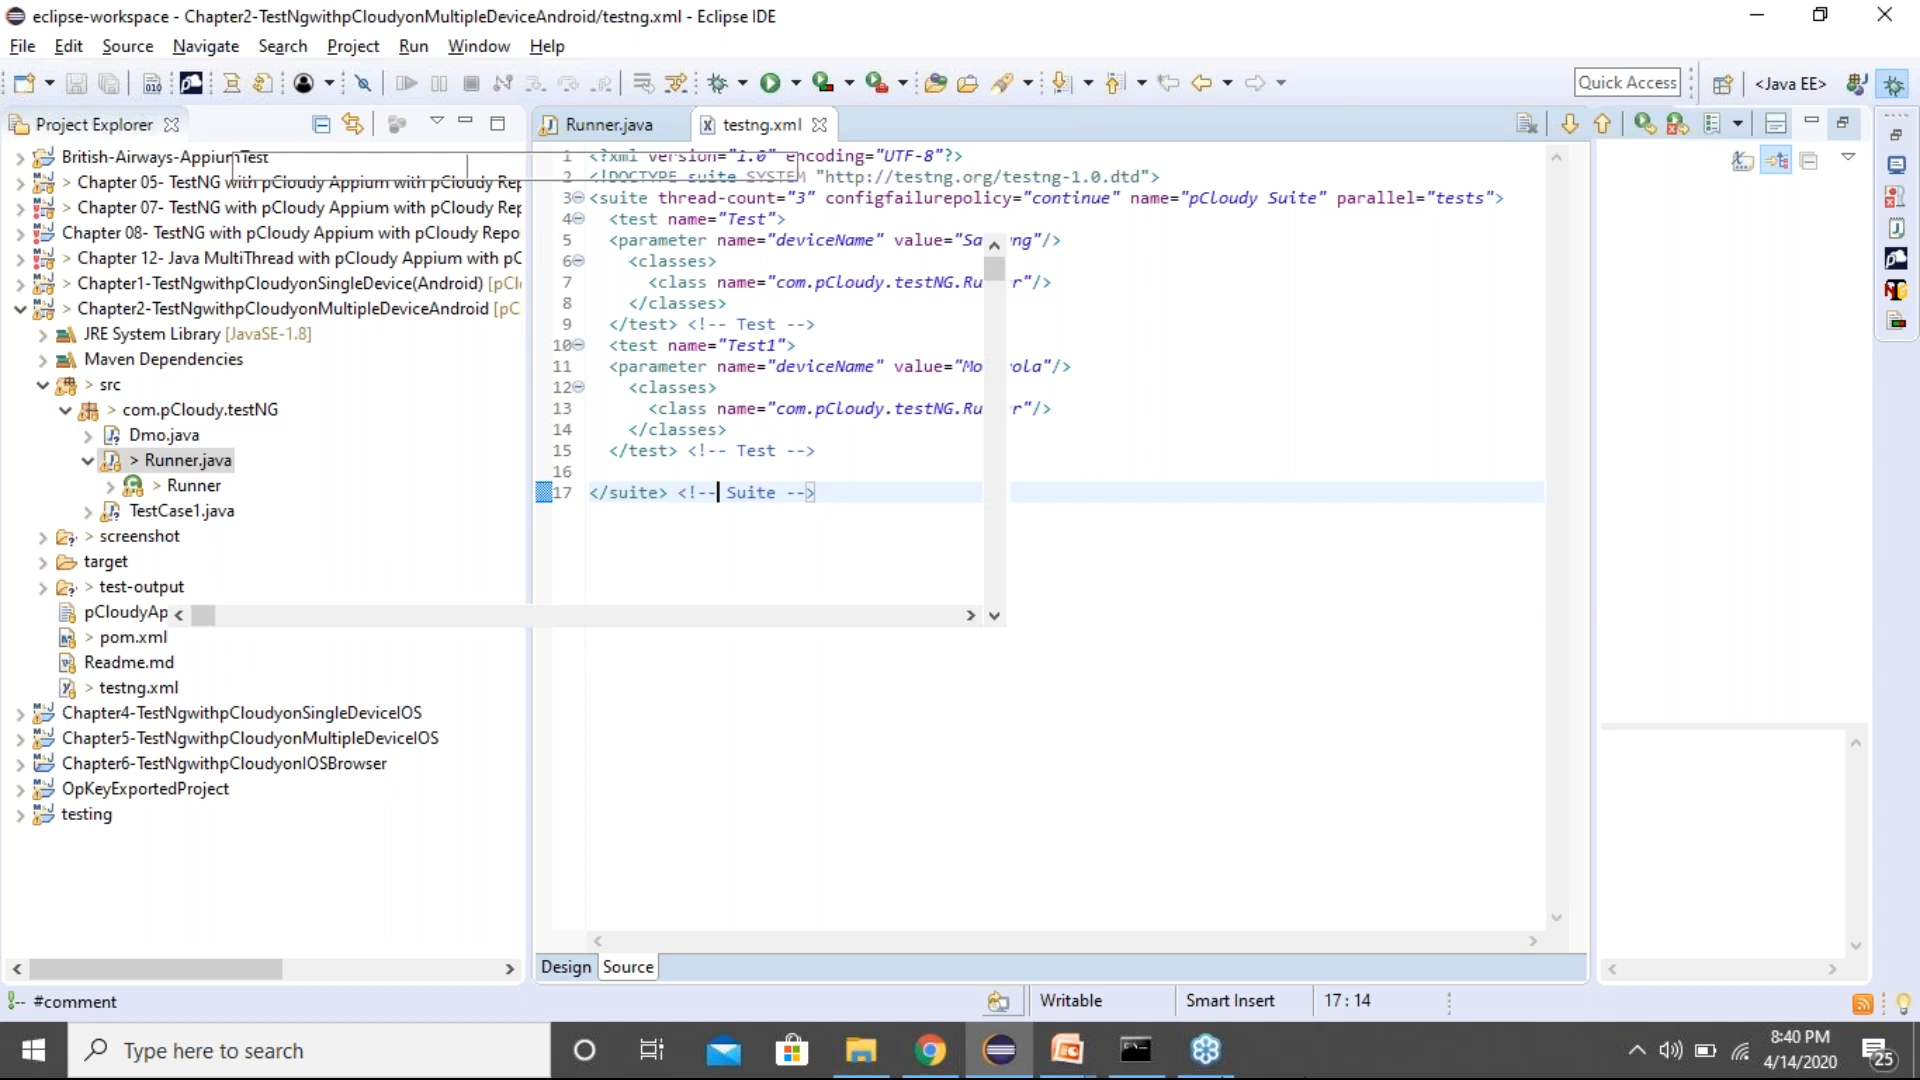 eclipse-workspace - Chapter2-TestNgwithpCloudyonMultipleDeviceAndroid/testng.xml - Eclipse IDE
File Edit Source Navigate Search Project Run Window Help
Quick Access <Java EE>
Project Explorer
Runner.java testng.xml
British-Airways-AppiumTest
> Chapter 05- TestNG with pCloudy Appium with pCloudy Rep
> Chapter 07- TestNG with pCloudy Appium with pCloudy Rep
Chapter 08- TestNG with pCloudy Appium with pCloudy Repo
> Chapter 12- Java MultiThread with pCloudy Appium with pC
> Chapter1-TestNgwithpCloudyonSingleDevice(Android) [pCl
> Chapter2-TestNgwithpCloudyonMultipleDeviceAndroid [pC
JRE System Library [JavaSE-1.8]
Maven Dependencies
> src
> com.pCloudy.testNG
Dmo.java
> Runner.java
> Runner
TestCase1.java
> screenshot
target
> test-output
pCloudyAp
> pom.xml
Readme.md
> testng.xml
Chapter4-TestNgwithpCloudyonSingleDeviceIOS
Chapter5-TestNgwithpCloudyonMultipleDeviceIOS
Chapter6-TestNgwithpCloudyonIOSBrowser
OpKeyExportedProject
testing
1 <?xml version="1.0" encoding="UTF-8"?>
2 <!DOCTYPE suite SYSTEM "http://testng.org/testng-1.0.dtd">
3 <suite thread-count="3" configfailurepolicy="continue" name="pCloudy Suite" parallel="tests">
4 <test name="Test">
5 <parameter name="deviceName" value="Sa ng"/>
6 <classes>
7 <class name="com.pCloudy.testNG.Ru r"/>
8 </classes>
9 </test> <!-- Test -->
10 <test name="Test1">
11 <parameter name="deviceName" value="Mo ola"/>
12 <classes>
13 <class name="com.pCloudy.testNG.Ru r"/>
14 </classes>
15 </test> <!-- Test -->
16
17 </suite> <!-- Suite -->
Design Source
#comment Writable Smart Insert 17 : 14
Type here to search
8:40 PM
4/14/2020
25